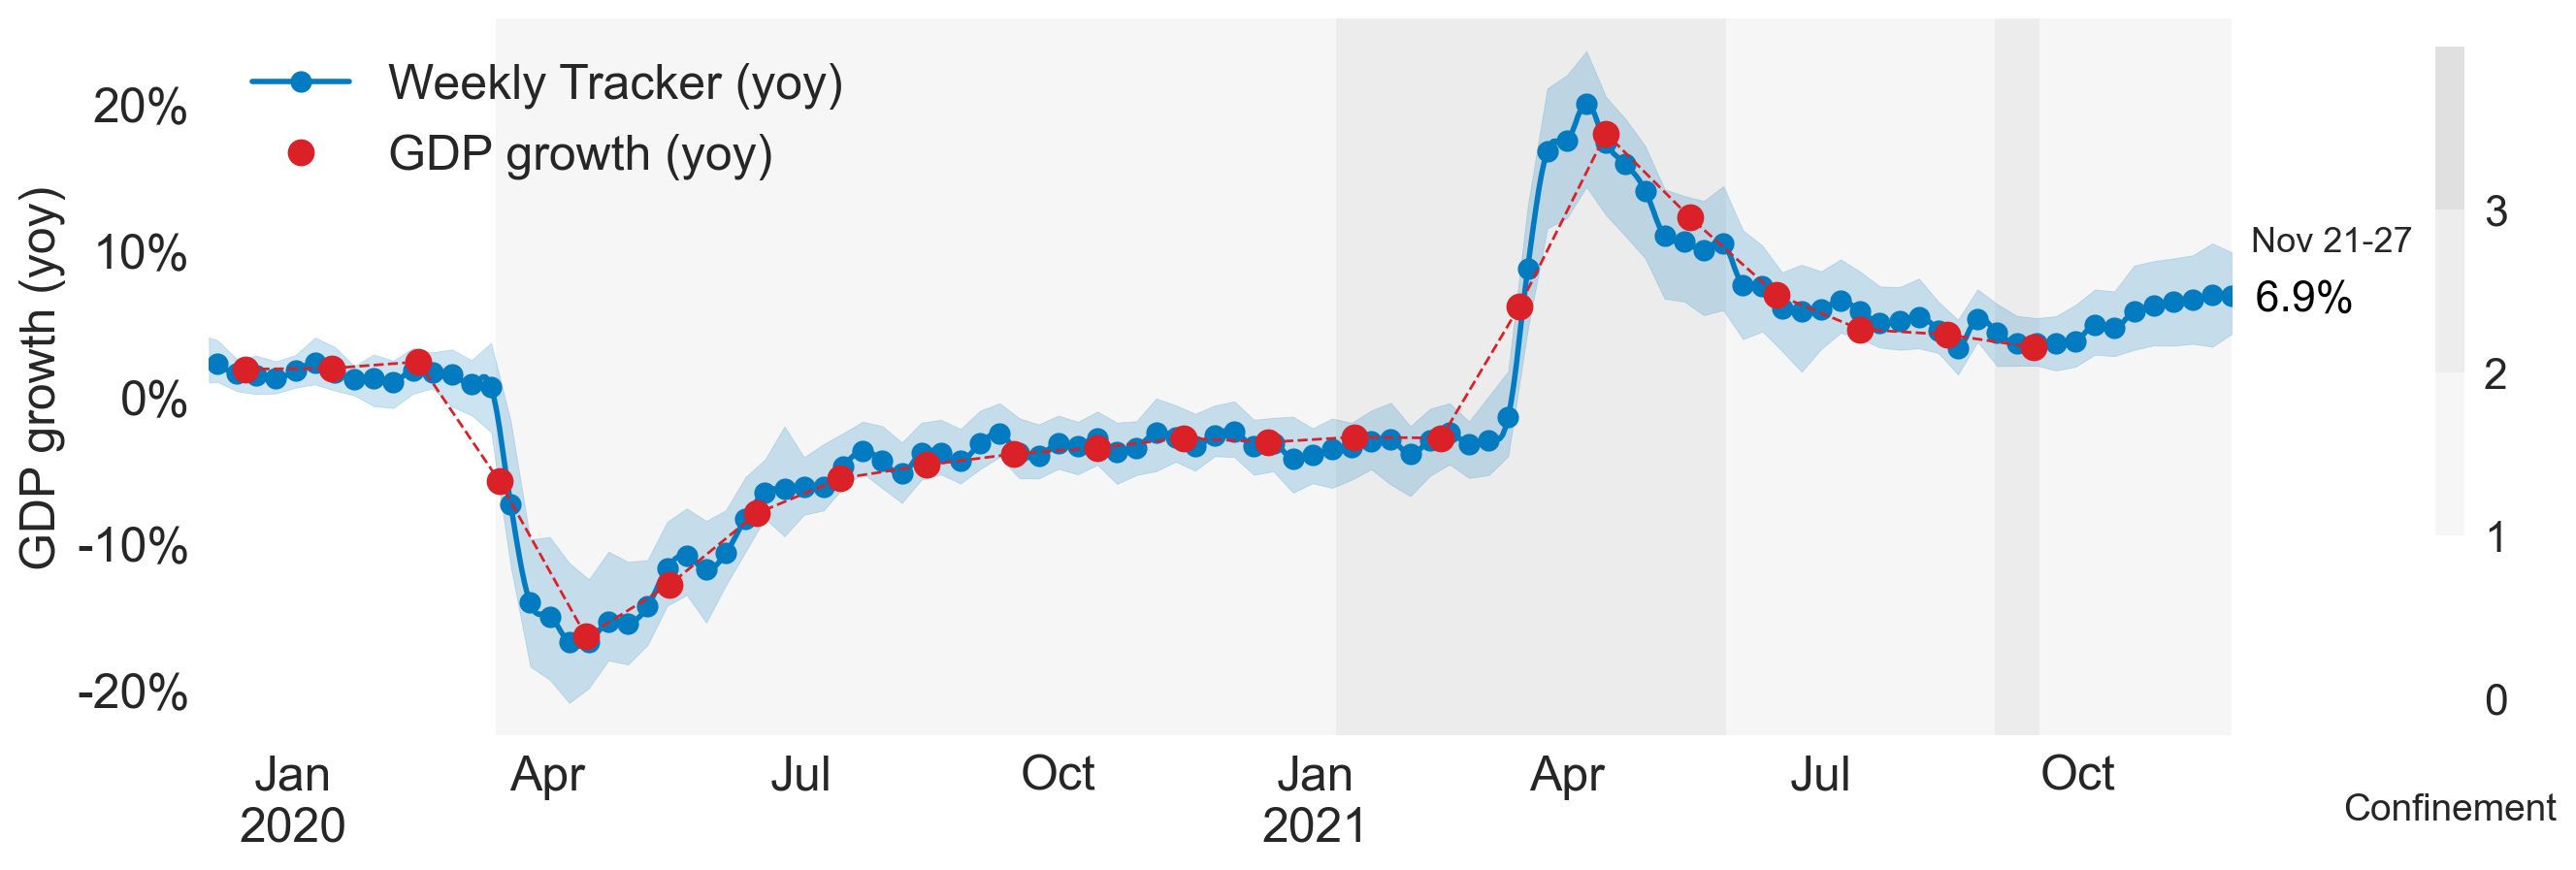 Weekly Tracker (yoy)
GDP growth (yoy)
GDP growth (yoy)
20%
10%
0%
-10%
-20%
Jan
2020
Apr
Jul
Oct
Jan
2021
Apr
Jul
Oct
Nov 21-27
6.9%
3
2
1
0
Confinement